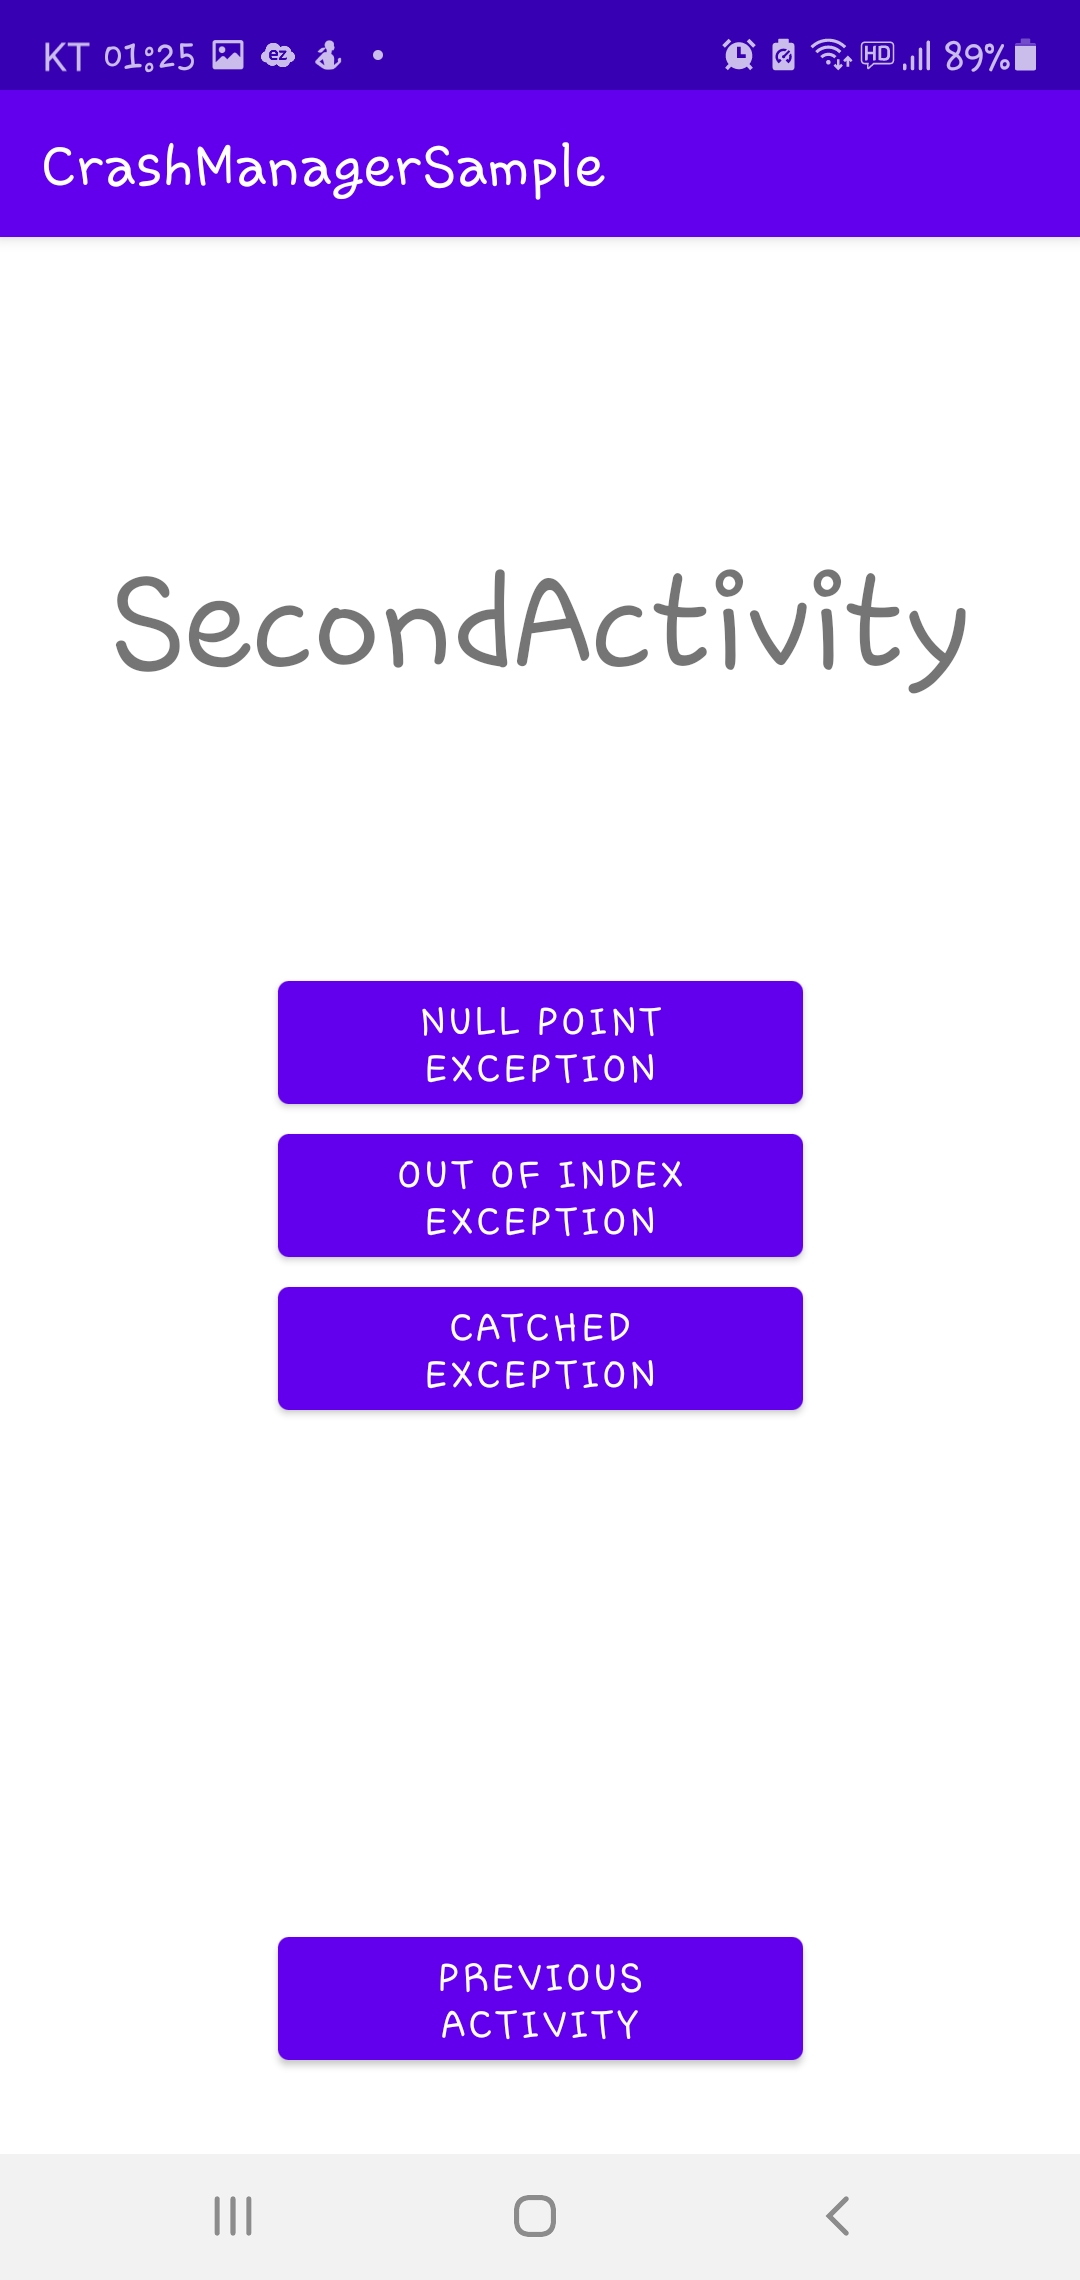 KT 01:25 ez HD 89%
CrashManagerSample
SecondActivity
NULL POINT
EXCEPTION
OUT OF INDEX
EXCEPTION
CATCHED
EXCEPTION
PREVIOUS
ACTIVITY